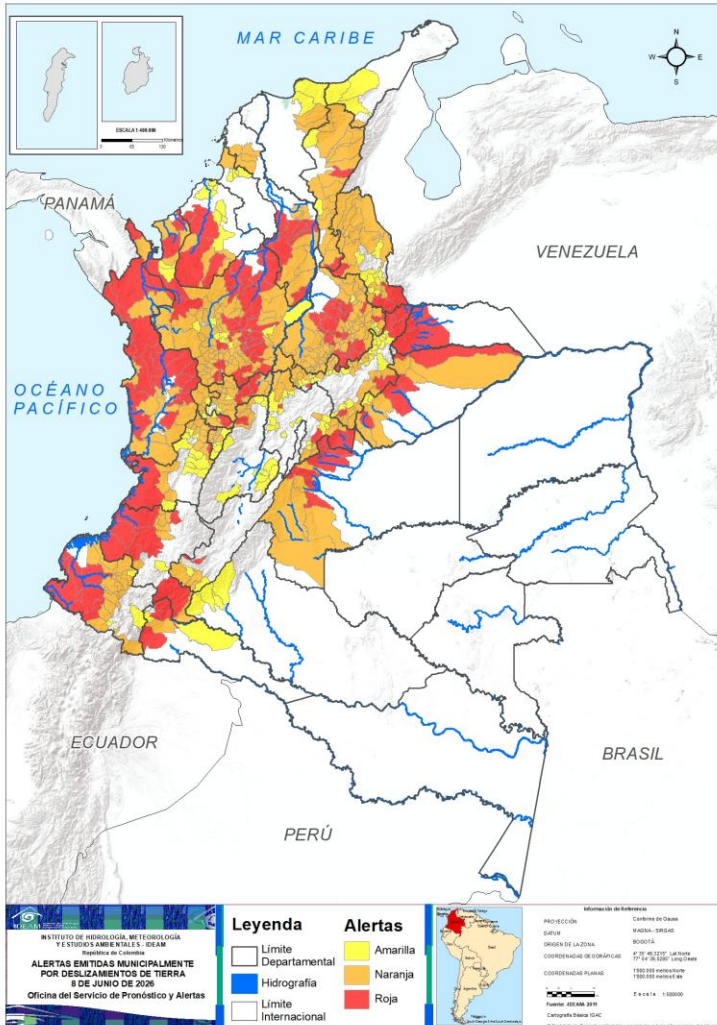 MAR CARIBE
N
W
E
S
ESCALA 1:400.000
PANAMÁ
VENEZUELA
OCÉANO
PACÍFICO
ECUADOR
BRASIL
PERÚ
IDEAM
INSTITUTO DE HIDROLOGÍA, METEOROLOGÍA
Y ESTUDIOS AMBIENTALES - IDEAM
República de Colombia
ALERTAS EMITIDAS MUNICIPALMENTE
POR DESLIZAMIENTOS DE TIERRA
8 DE JUNIO DE 2026
Oficina del Servicio de Pronóstico y Alertas
Leyenda
Límite
Departamental
Hidrografía
Límite
Internacional
Alertas
Amarilla
Naranja
Roja
Información de Referencia
PROYECCIÓN
Conforme de Gauss
DATUM
MAGNA - SIRGAS
ORIGEN DE LA ZONA
BOGOTÁ
COORDENADAS GEOGRÁFICAS
COORDENADAS PLANAS
Escala
Cartografía Básica IGAC